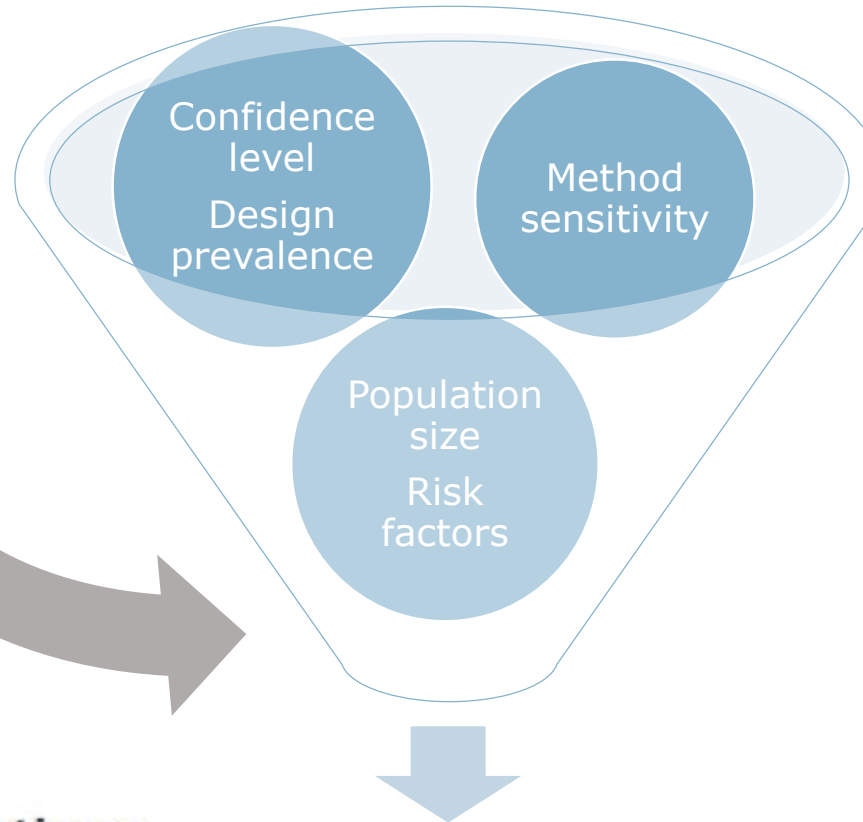 Confidence
level
Design
prevalence
Method
sensitivity
Population
size
Risk
factors